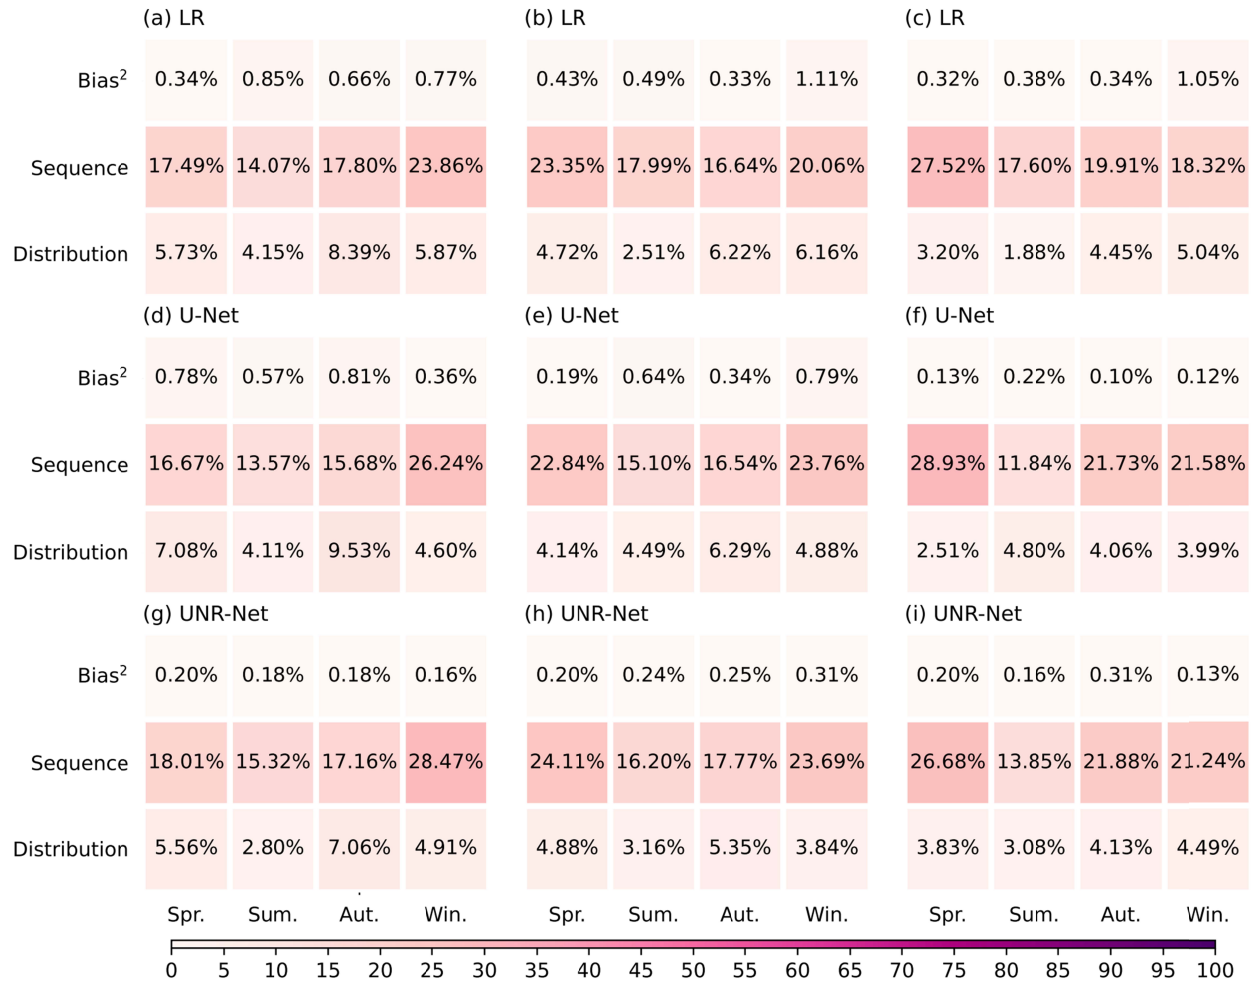 (a) LR (b) LR (c) LR
Bias² 0.34% 0.85% 0.66% 0.77% 0.43% 0.49% 0.33% 1.11% 0.32% 0.38% 0.34% 1.05%
Sequence 17.49% 14.07% 17.80% 23.86% 23.35% 17.99% 16.64% 20.06% 27.52% 17.60% 19.91% 18.32%
Distribution 5.73% 4.15% 8.39% 5.87% 4.72% 2.51% 6.22% 6.16% 3.20% 1.88% 4.45% 5.04%
(d) U-Net (e) U-Net (f) U-Net
Bias² 0.78% 0.57% 0.81% 0.36% 0.19% 0.64% 0.34% 0.79% 0.13% 0.22% 0.10% 0.12%
Sequence 16.67% 13.57% 15.68% 26.24% 22.84% 15.10% 16.54% 23.76% 28.93% 11.84% 21.73% 21.58%
Distribution 7.08% 4.11% 9.53% 4.60% 4.14% 4.49% 6.29% 4.88% 2.51% 4.80% 4.06% 3.99%
(g) UNR-Net (h) UNR-Net (i) UNR-Net
Bias² 0.20% 0.18% 0.18% 0.16% 0.20% 0.24% 0.25% 0.31% 0.20% 0.16% 0.31% 0.13%
Sequence 18.01% 15.32% 17.16% 28.47% 24.11% 16.20% 17.77% 23.69% 26.68% 13.85% 21.88% 21.24%
Distribution 5.56% 2.80% 7.06% 4.91% 4.88% 3.16% 5.35% 3.84% 3.83% 3.08% 4.13% 4.49%
Spr. Sum. Aut. Win. Spr. Sum. Aut. Win. Spr. Sum. Aut. Win.
0 5 10 15 20 25 30 35 40 45 50 55 60 65 70 75 80 85 90 95 100